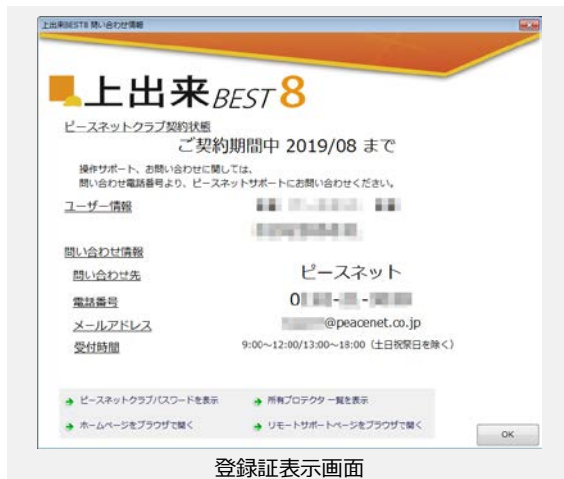 上出来BEST8 問い合わせ情報
上出来BEST 8
ピースネットクラブ契約状態
ご契約期間中 2019/08 まで
操作サポート、お問い合わせに関しては、
問い合わせ電話番号より、ピースネットサポートにお問い合わせください。
ユーザー情報
問い合わせ情報
問い合わせ先 ピースネット
電話番号 0 - -
メールアドレス @peacenet.co.jp
受付時間 9:00～12:00/13:00～18:00（土日祝祭日を除く）
ピースネットクラブパスワードを表示 所有プロテクタ一覧を表示
ホームページをブラウザで開く リモートサポートページをブラウザで開く
OK
登録証表示画面